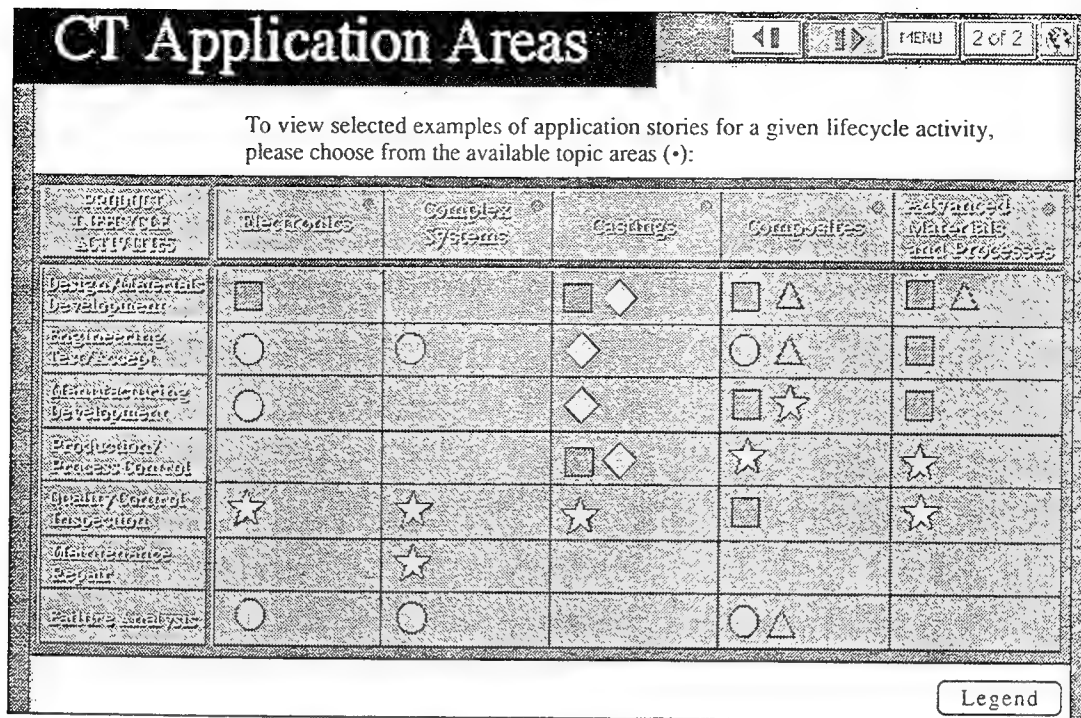 CT Application Areas
MENU
2 of 2
To view selected examples of application stories for a given lifecycle activity,
please choose from the available topic areas (•):
PRODUCT
LIFECYCLE
ACTIVITIES
Electronics
Complex
Systems
Castings
Composites
Advanced
Materials
and Processes
Design/Materials
Development
Engineering
Test/Accept
Manufacturing
Development
Production/
Process Control
Quality Control
Inspection
Maintenance
Repair
Failure Analysis
Legend